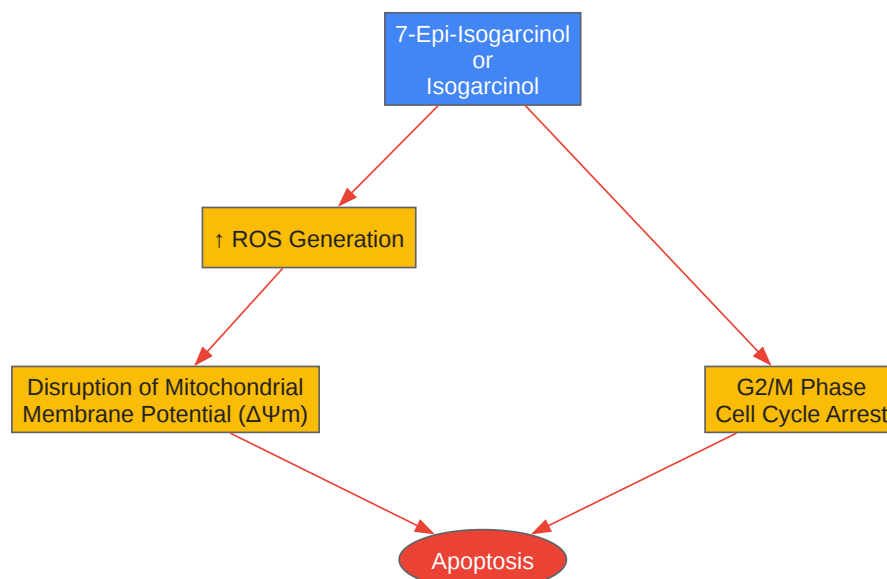 7-Epi-Isogarcinol
or
Isogarcinol
↑ ROS Generation
Disruption of Mitochondrial
Membrane Potential (ΔΨm)
G2/M Phase
Cell Cycle Arrest
Apoptosis